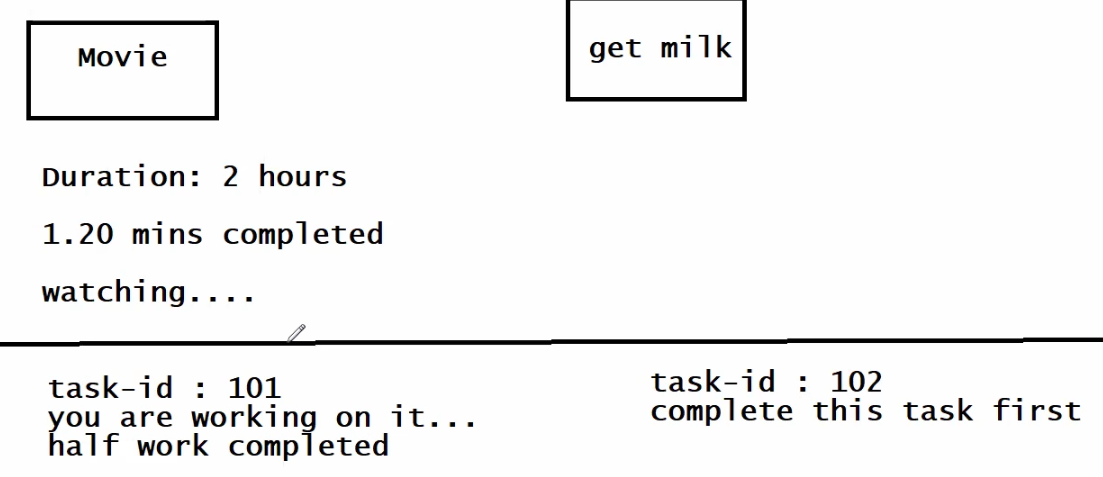 Movie
get milk
Duration: 2 hours
1.20 mins completed
watching....
task-id : 101
you are working on it...
half work completed
task-id : 102
complete this task first